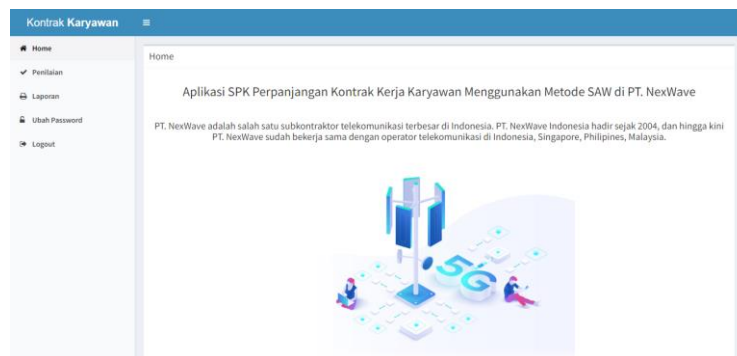 Kontrak Karyawan
Home
Penilaian
Laporan
Ubah Password
Logout
Home
Aplikasi SPK Perpanjangan Kontrak Kerja Karyawan Menggunakan Metode SAW di PT. NexWave
PT. NexWave adalah salah satu subkontraktor telekomunikasi terbesar di Indonesia. PT. NexWave Indonesia hadir sejak 2004, dan hingga kini
PT. NexWave sudah bekerja sama dengan operator telekomunikasi di Indonesia, Singapore, Philipines, Malaysia.
5G